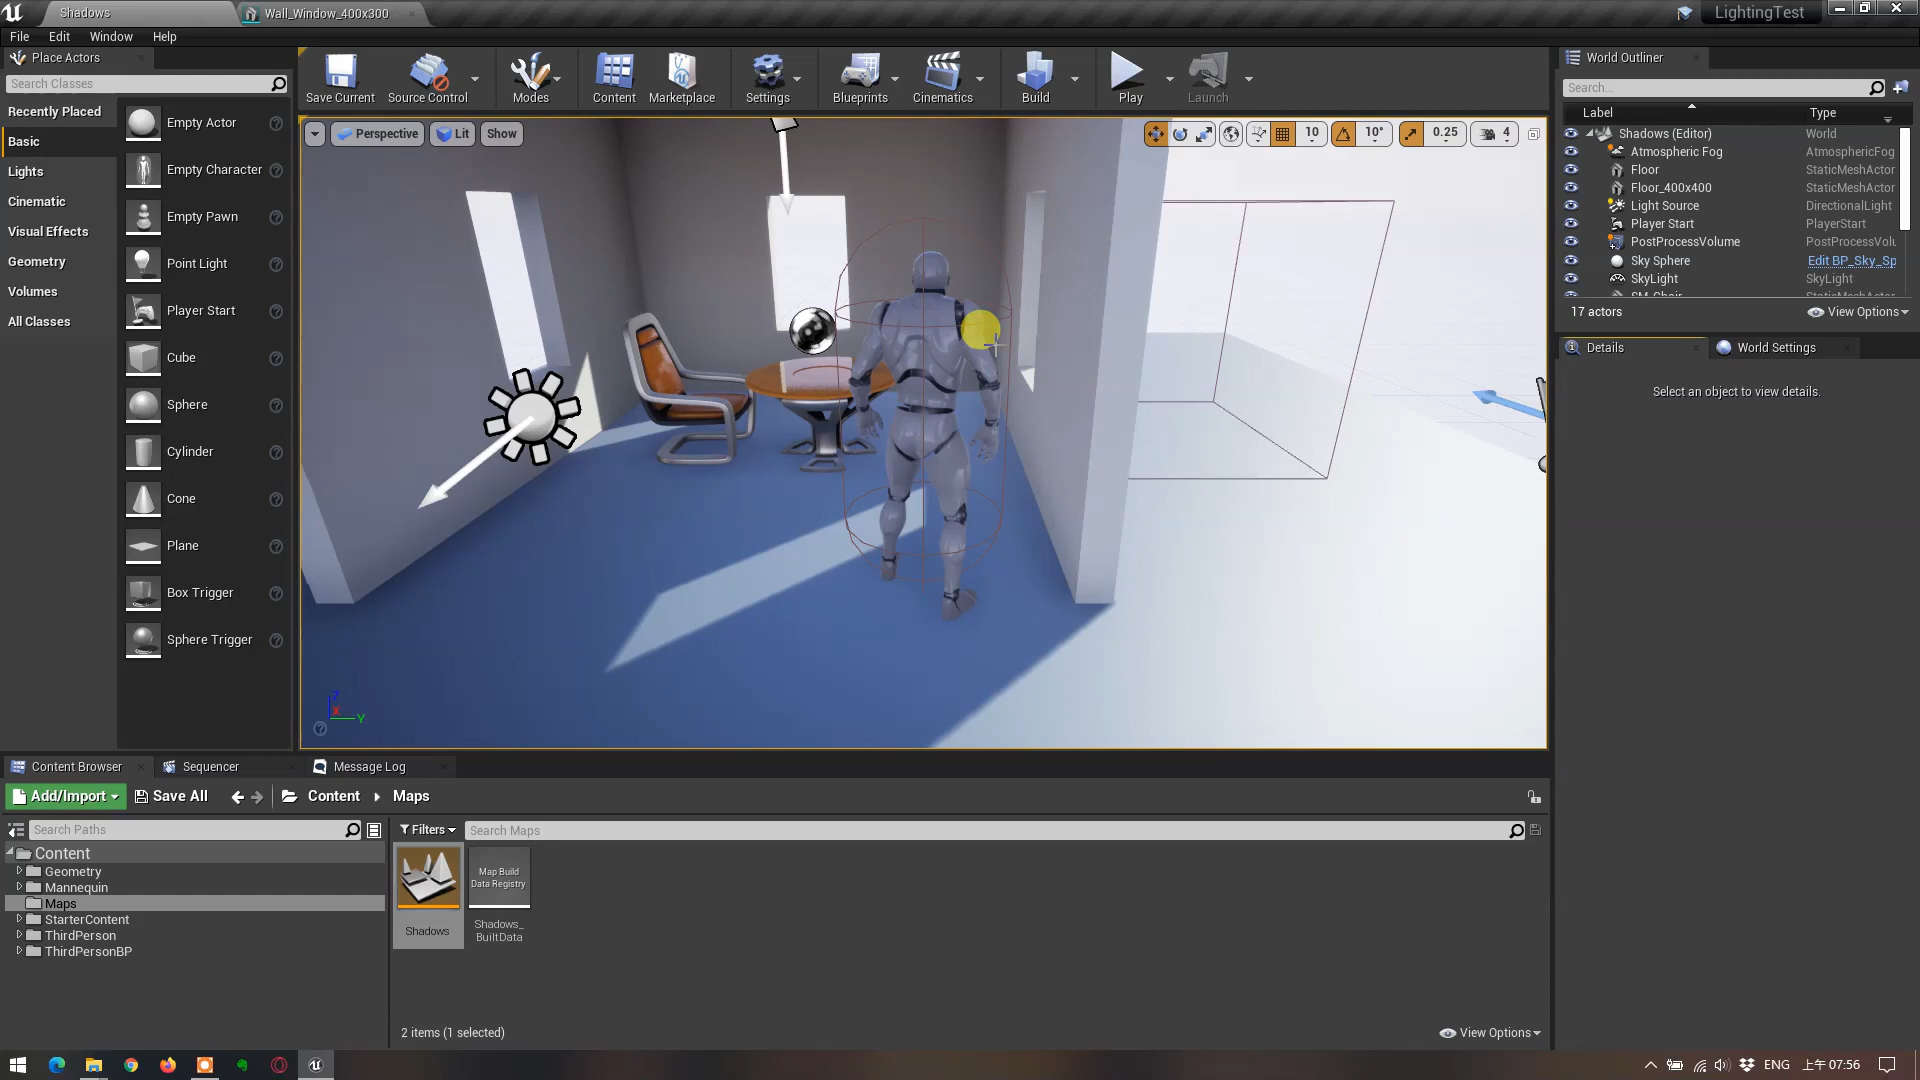 Shadows
Wall_Window_400x300
LightingTest
File Edit Window Help
Place Actors
Search Classes
Recently Placed
Basic
Lights
Cinematic
Visual Effects
Geometry
Volumes
All Classes
Empty Actor
Empty Character
Empty Pawn
Point Light
Player Start
Cube
Sphere
Cylinder
Cone
Plane
Box Trigger
Sphere Trigger
Save Current
Source Control
Modes
Content
Marketplace
Settings
Blueprints
Cinematics
Build
Play
Launch
Perspective
Lit
Show
10
10°
0.25
4
Z
X
Y
World Outliner
Search...
Label Type
Shadows (Editor) World
Atmospheric Fog AtmosphericFog
Floor StaticMeshActor
Floor_400x400 StaticMeshActor
Light Source DirectionalLight
Player Start PlayerStart
PostProcessVolume PostProcessVolu
Sky Sphere Edit BP_Sky_Sp
SkyLight SkyLight
17 actors
View Options
Details
World Settings
Select an object to view details.
Content Browser
Sequencer
Message Log
Add/Import
Save All
Content
Maps
Search Paths
Content
Geometry
Mannequin
Maps
StarterContent
ThirdPerson
ThirdPersonBP
Filters
Search Maps
Map Build
Data Registry
Shadows
Shadows_
BuiltData
2 items (1 selected)
View Options
ENG
上午 07:56